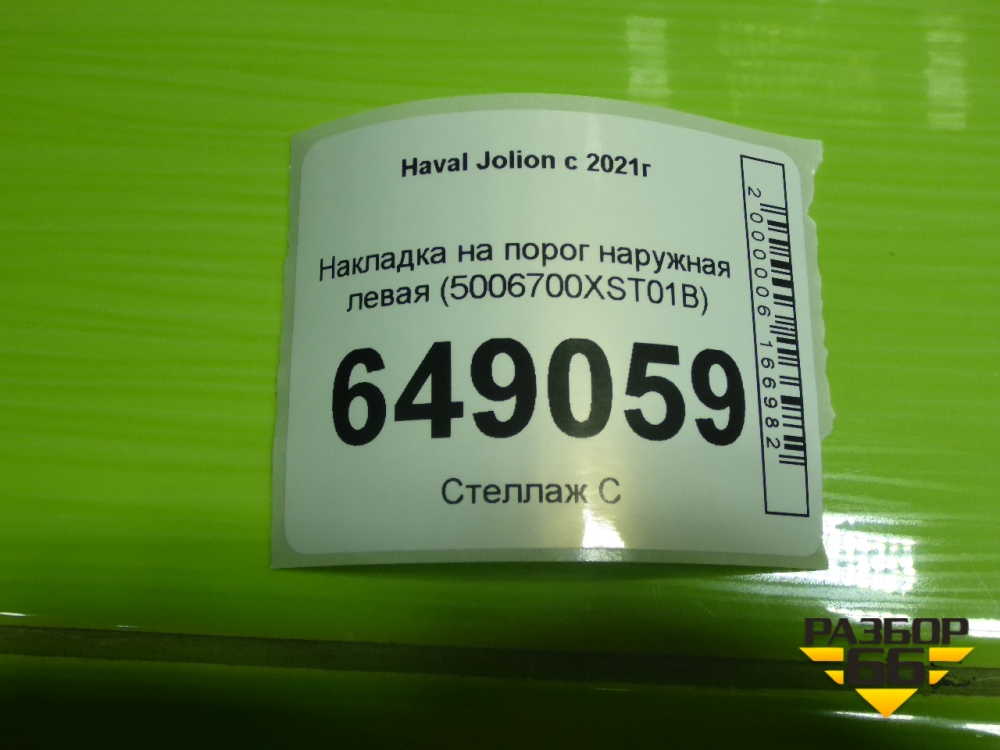 Haval Jolion с 2021г
Накладка на порог наружная
левая (5006700XST01B)
649059
Стеллаж С
2000006166982
РАЗБОР
66